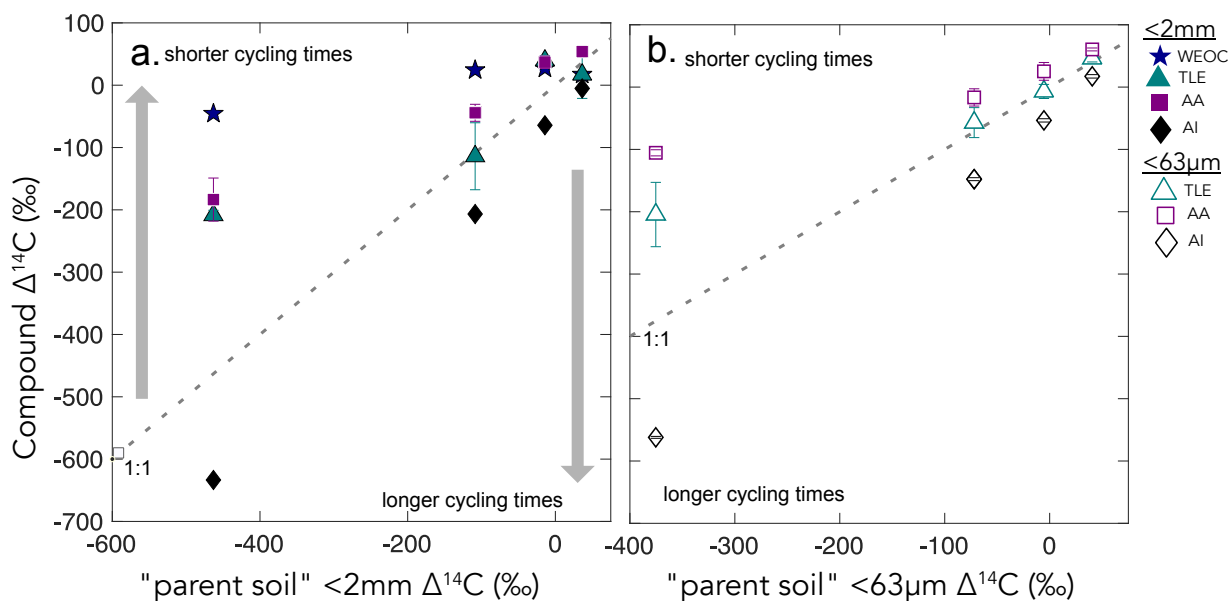 a.
shorter cycling times
100
0
-100
-200
-300
-400
-500
-600
-700
Compound Δ¹⁴C (‰)
1:1
longer cycling times
-600
-400
-200
0
"parent soil" <2mm Δ¹⁴C (‰)
b.
shorter cycling times
1:1
longer cycling times
-400
-300
-200
-100
0
"parent soil" <63μm Δ¹⁴C (‰)
<2mm
WEOC
TLE
AA
AI
<63μm
TLE
AA
AI